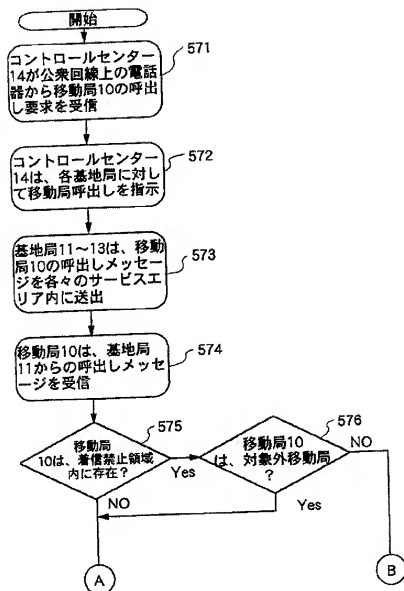 開始
571
コントロールセンター
14が公衆回線上の電話
器から移動局10の呼出
し要求を受信
572
コントロールセンター
14は、各基地局に対し
て移動局呼出しを指示
573
基地局11〜13は、移動
局10の呼出しメッセー
ジを各々のサービスエ
リア内に送出
574
移動局10は、基地局
11からの呼出しメッセ
ージを受信
575
移動局
10は、着信禁止領域
内に存在?
Yes
NO
576
移動局10
は、対象外移動局
?
NO
Yes
A
B